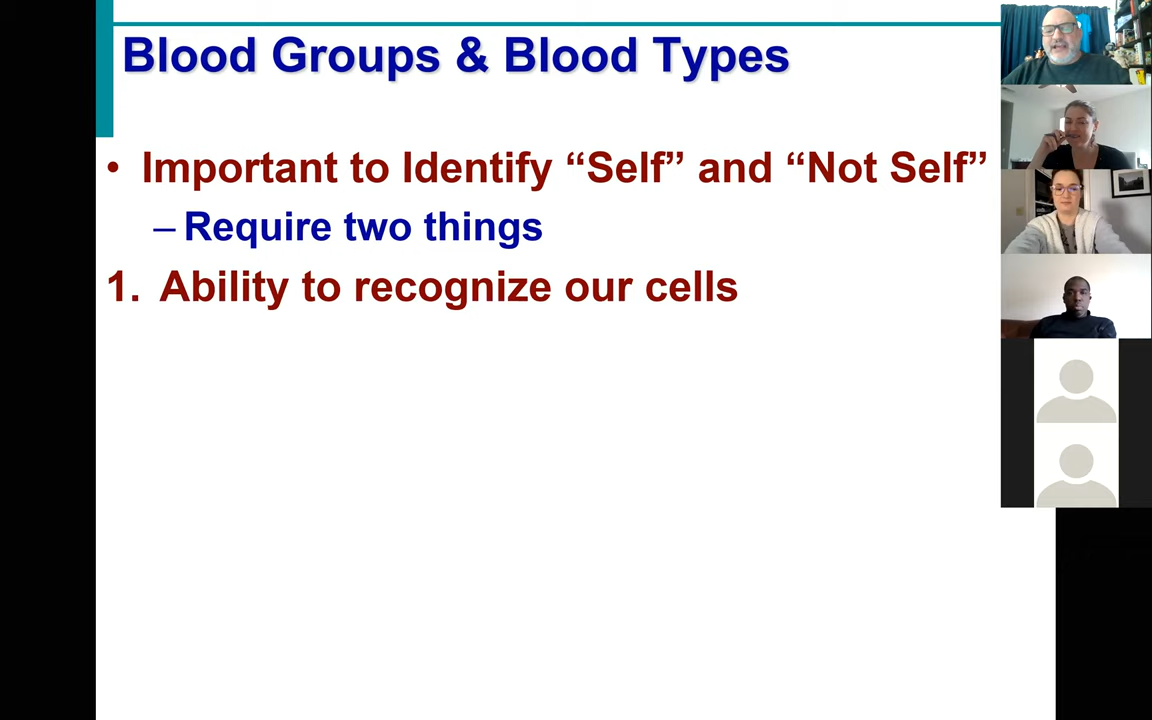 Blood Groups & Blood Types
• Important to Identify “Self” and “Not Self”
– Require two things
1. Ability to recognize our cells